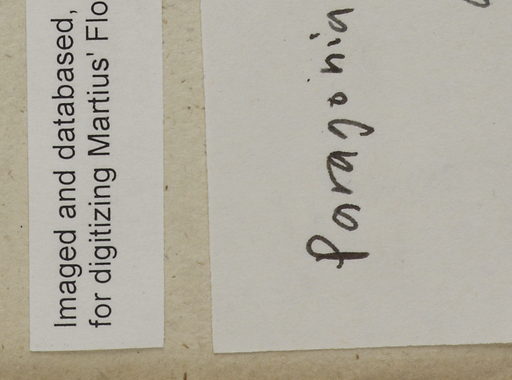 Imaged and databased,
for digitizing Martius' Flo
Paragonia